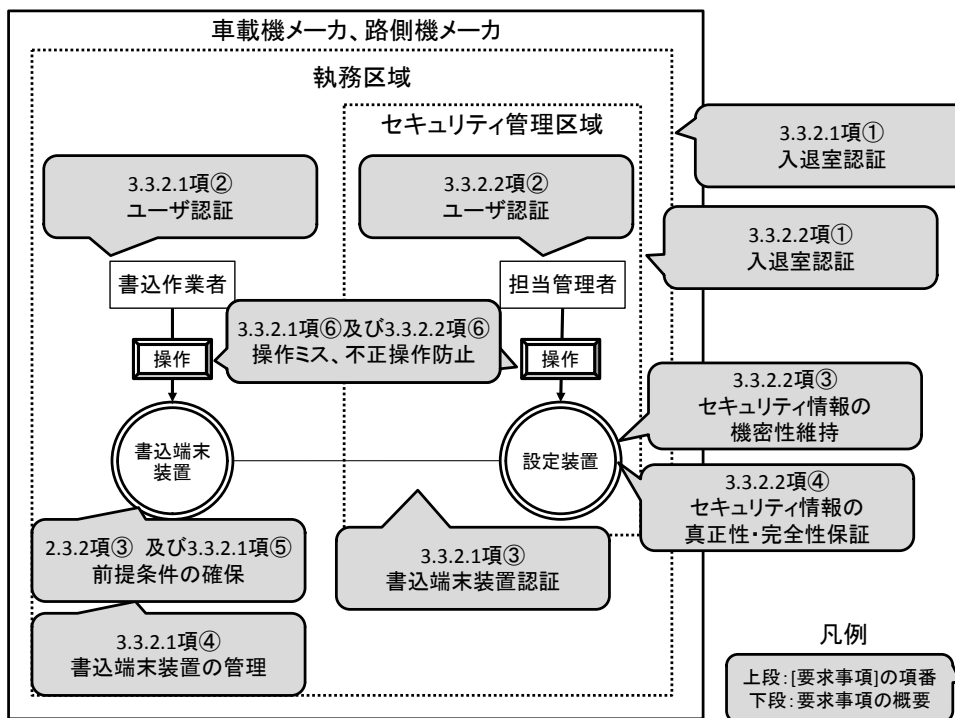 車載機メーカ、路側機メーカ
執務区域
セキュリティ管理区域
3.3.2.1項①
入退室認証
3.3.2.1項②
ユーザ認証
3.3.2.2項②
ユーザ認証
3.3.2.2項①
入退室認証
書込作業者
担当管理者
3.3.2.1項⑥及び3.3.2.2項⑥
操作ミス、不正操作防止
操作
操作
3.3.2.2項③
セキュリティ情報の
機密性維持
書込端末
装置
設定装置
3.3.2.2項④
セキュリティ情報の
真正性・完全性保証
2.3.2項③ 及び3.3.2.1項⑤
前提条件の確保
3.3.2.1項③
書込端末装置認証
3.3.2.1項④
書込端末装置の管理
凡例
上段:[要求事項]の項番
下段:要求事項の概要